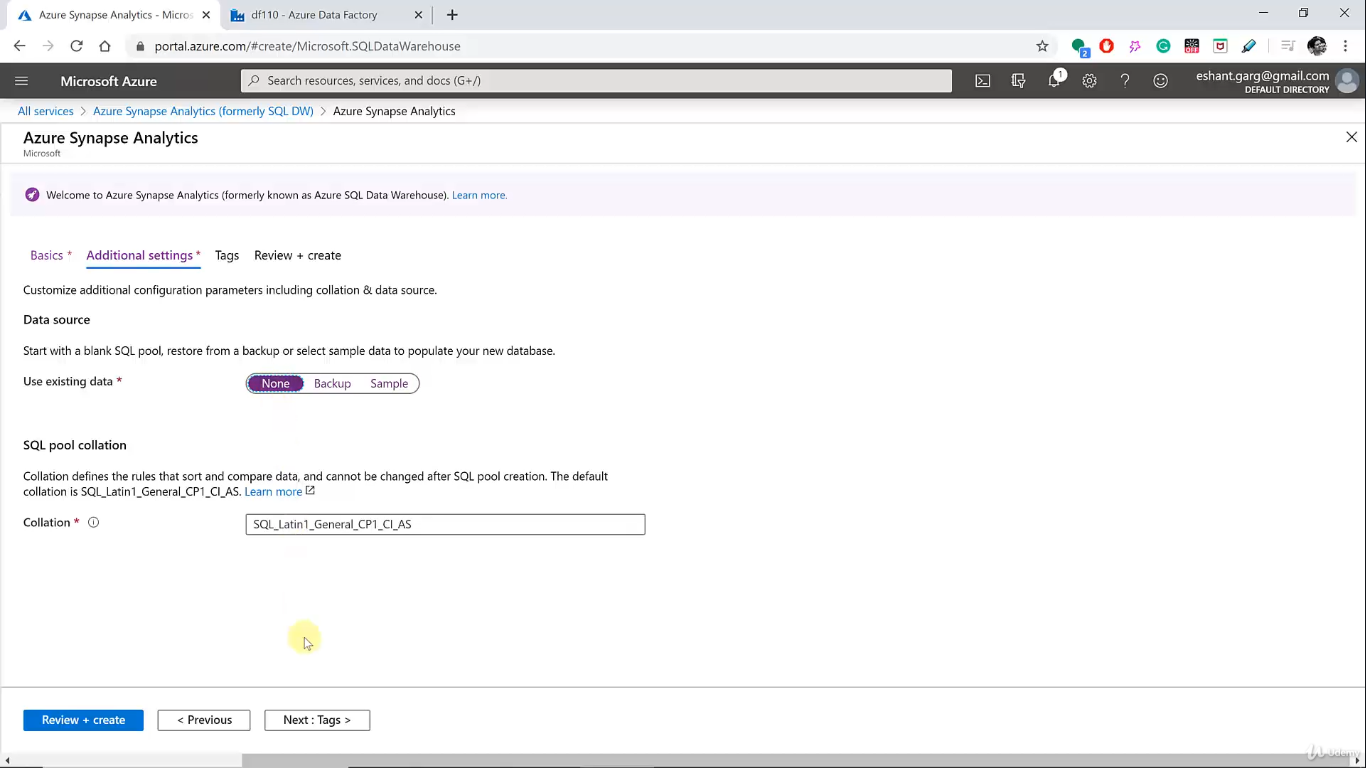 Azure Synapse Analytics - Micros
df110 - Azure Data Factory
portal.azure.com/#create/Microsoft.SQLDataWarehouse
2
OFF
Microsoft Azure
Search resources, services, and docs (G+/)
1
eshant.garg@gmail.com
DEFAULT DIRECTORY
All services > Azure Synapse Analytics (formerly SQL DW) > Azure Synapse Analytics
Azure Synapse Analytics
Microsoft
Welcome to Azure Synapse Analytics (formerly known as Azure SQL Data Warehouse). Learn more.
Basics * Additional settings * Tags Review + create
Customize additional configuration parameters including collation & data source.
Data source
Start with a blank SQL pool, restore from a backup or select sample data to populate your new database.
Use existing data * None Backup Sample
SQL pool collation
Collation defines the rules that sort and compare data, and cannot be changed after SQL pool creation. The default
collation is SQL_Latin1_General_CP1_CI_AS. Learn more
Collation * SQL_Latin1_General_CP1_CI_AS
Review + create < Previous Next : Tags >
Udemy